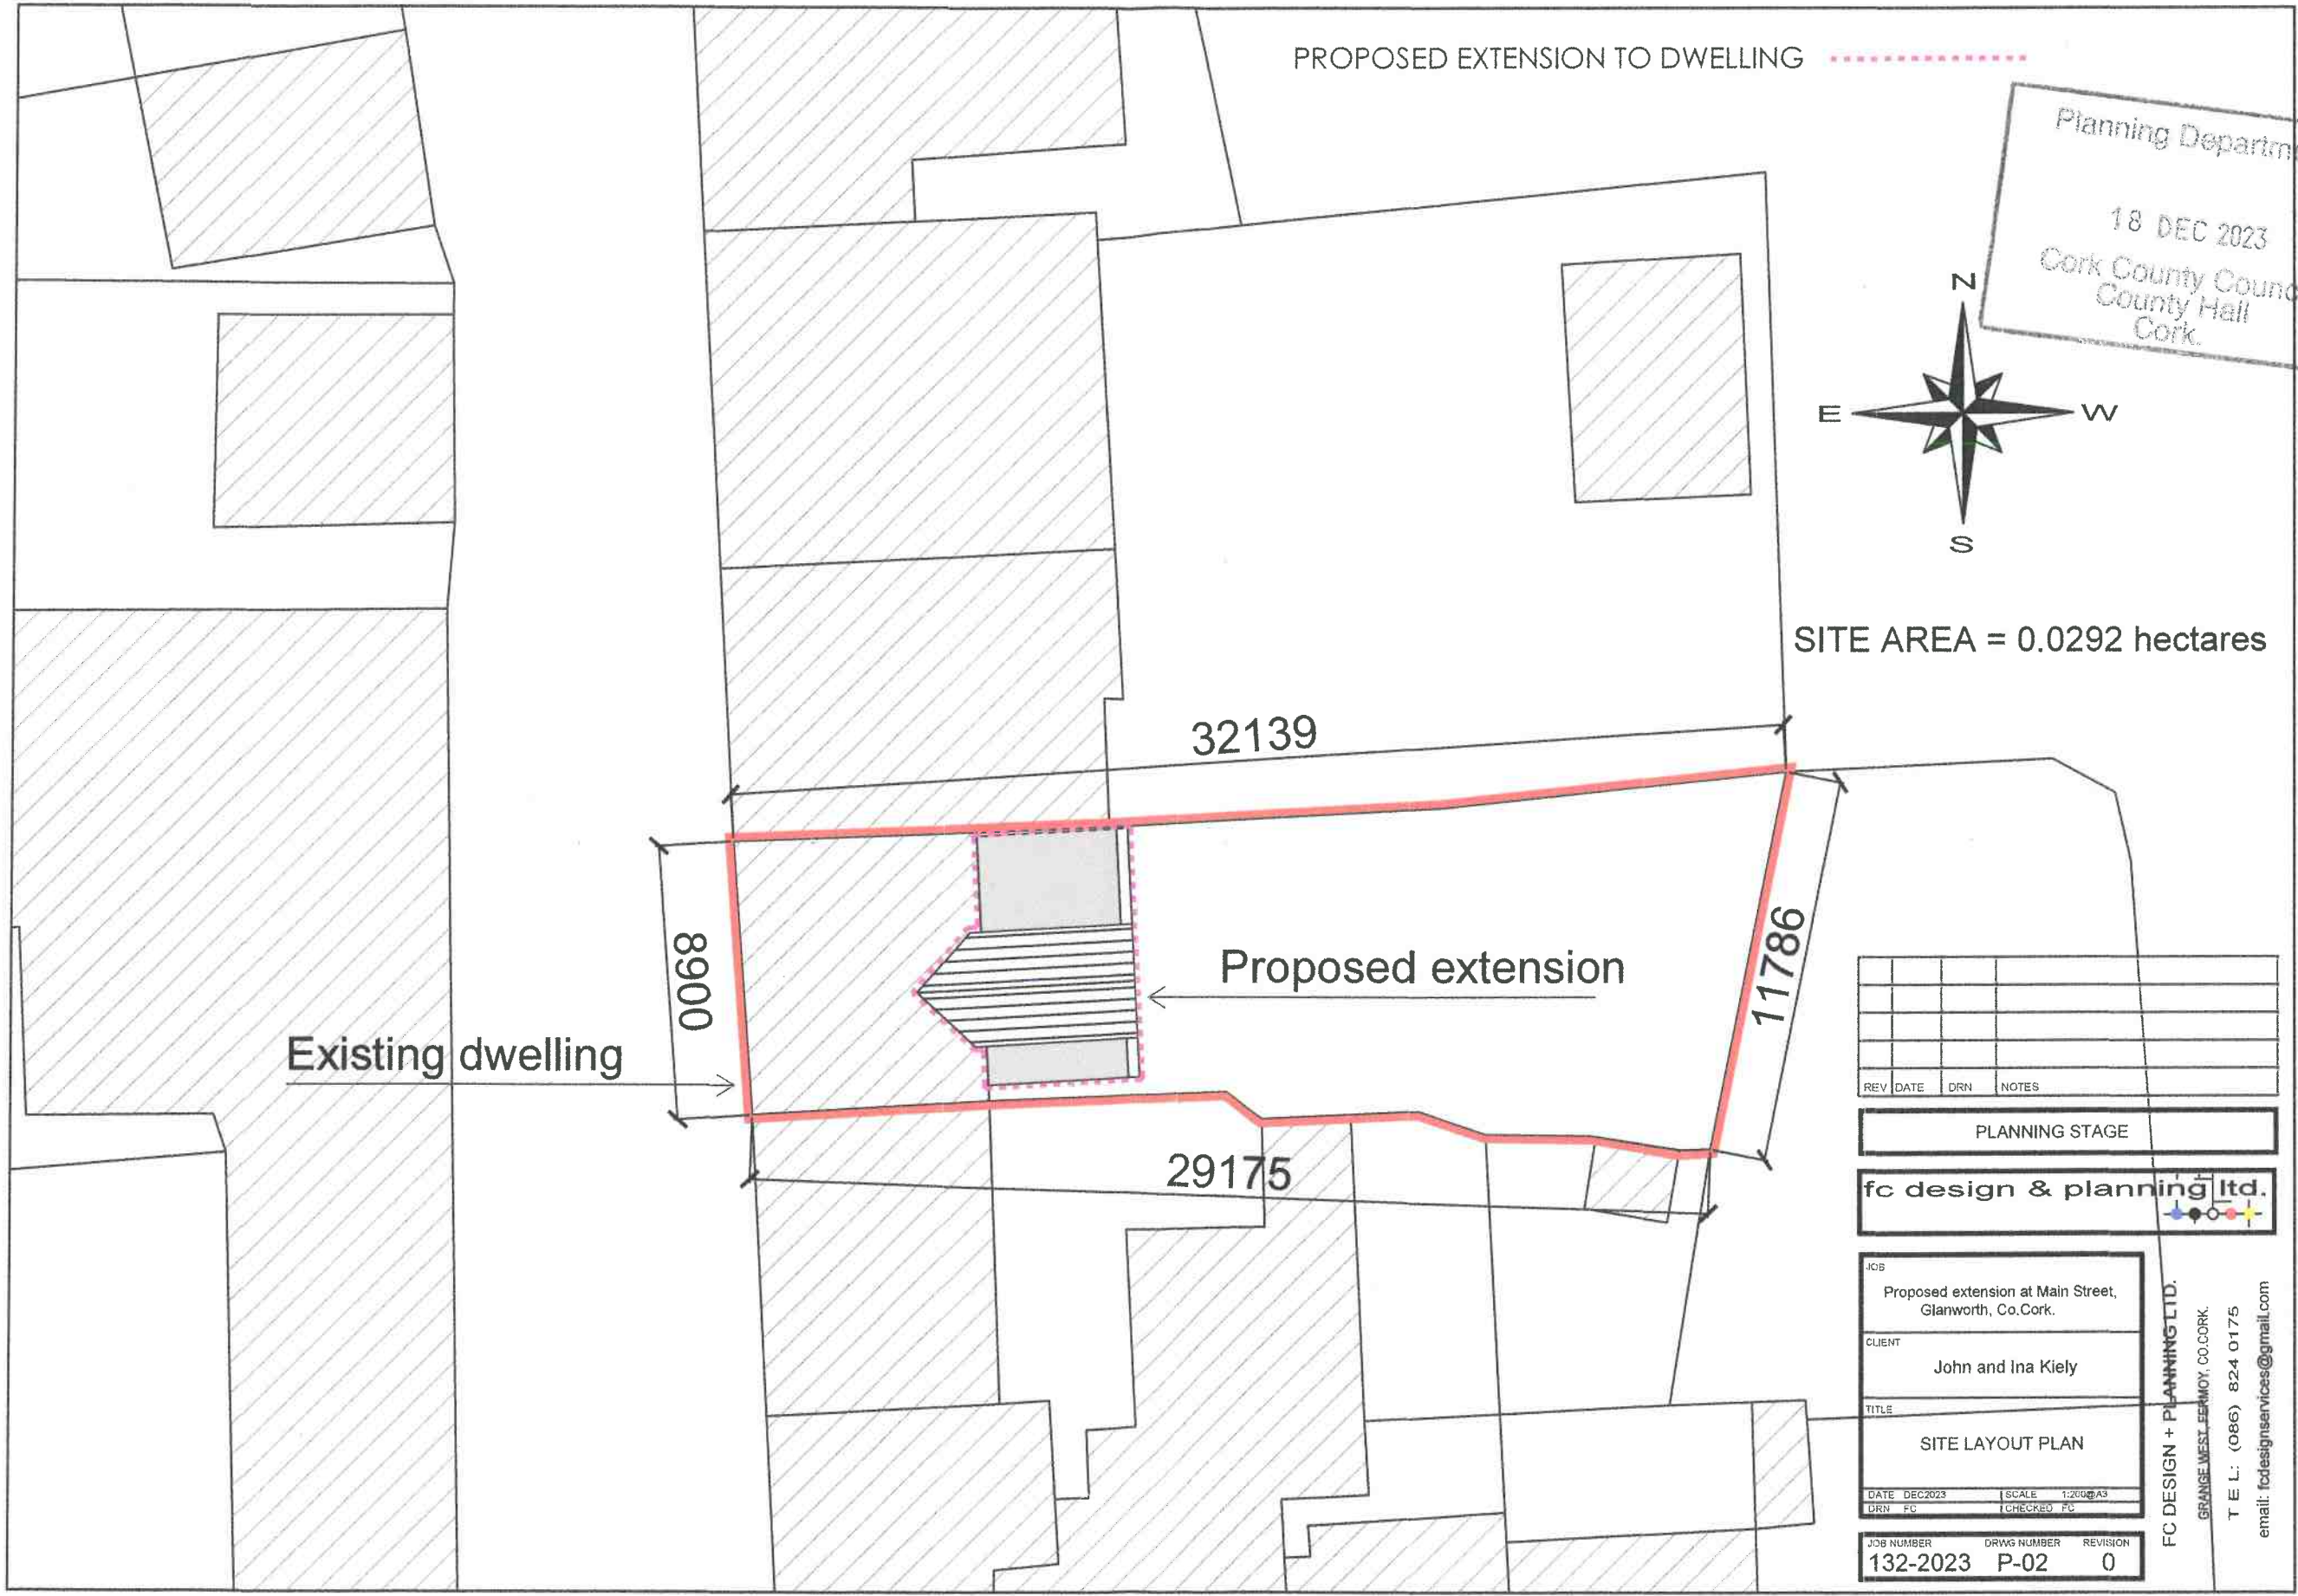 PROPOSED EXTENSION TO DWELLING
Planning Departm
18 DEC 2023
Cork County Counc
County Hall
Cork.
N
E
W
S
SITE AREA = 0.0292 hectares
32139
8900
11786
Proposed extension
Existing dwelling
29175
REV DATE DRN NOTES
PLANNING STAGE
fc design & planning ltd.
JOB
Proposed extension at Main Street,
Glanworth, Co.Cork.
CLIENT
John and Ina Kiely
TITLE
SITE LAYOUT PLAN
DATE DEC2023 SCALE 1:200@A3
DRN FC CHECKED FC
JOB NUMBER DRWG NUMBER REVISION
132-2023 P-02 0
FC DESIGN + PLANNING LTD.
GRANGE WEST, FERMOY, CO.CORK.
TEL: (086) 824 0175
email: fcdesignservices@gmail.com